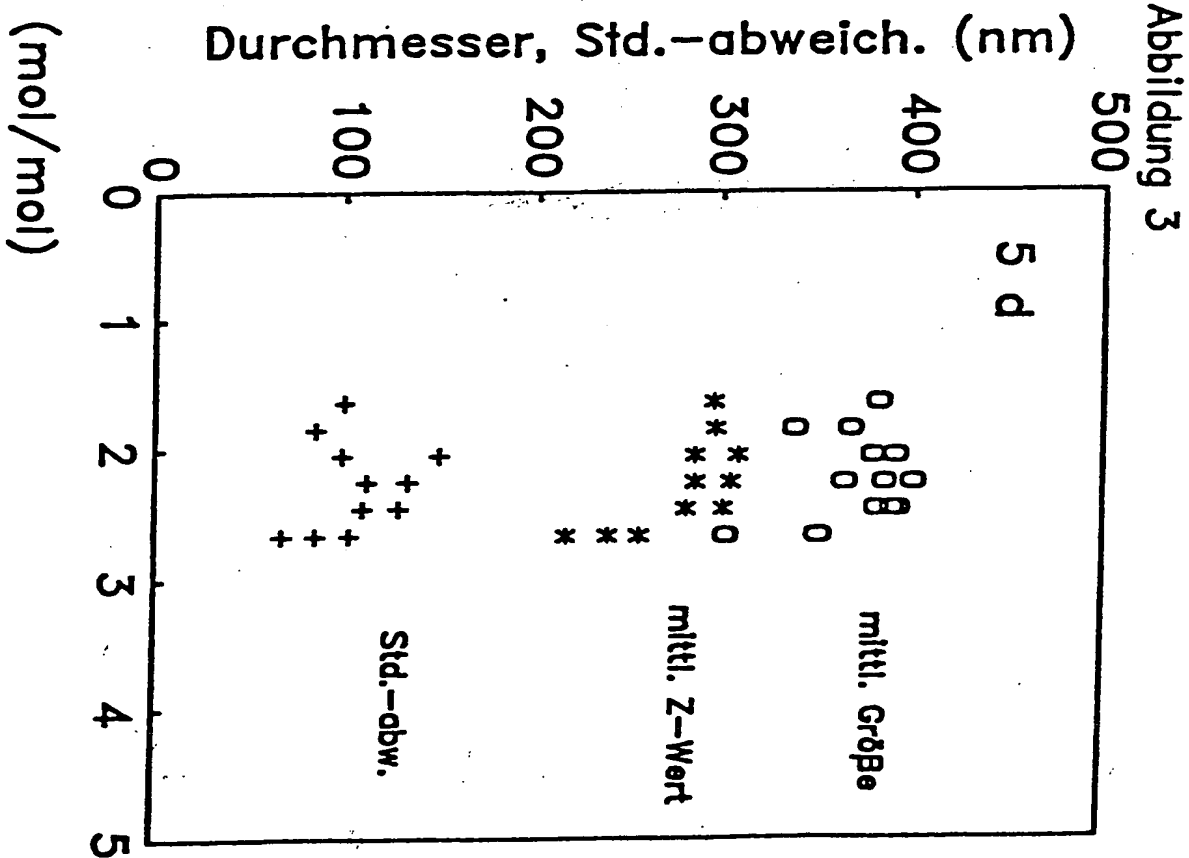 Abbildung 3
Durchmesser, Std.-abweich. (nm)
500
400
300
200
100
0
5 d
mittl. Größe
mittl. Z-Wert
Std.-abw.
0 1 2 3 4 5
(mol/mol)